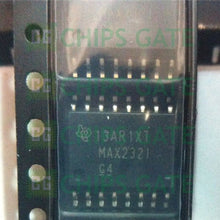 CHIPS GATE
13AR1XT
MAX232I
G4